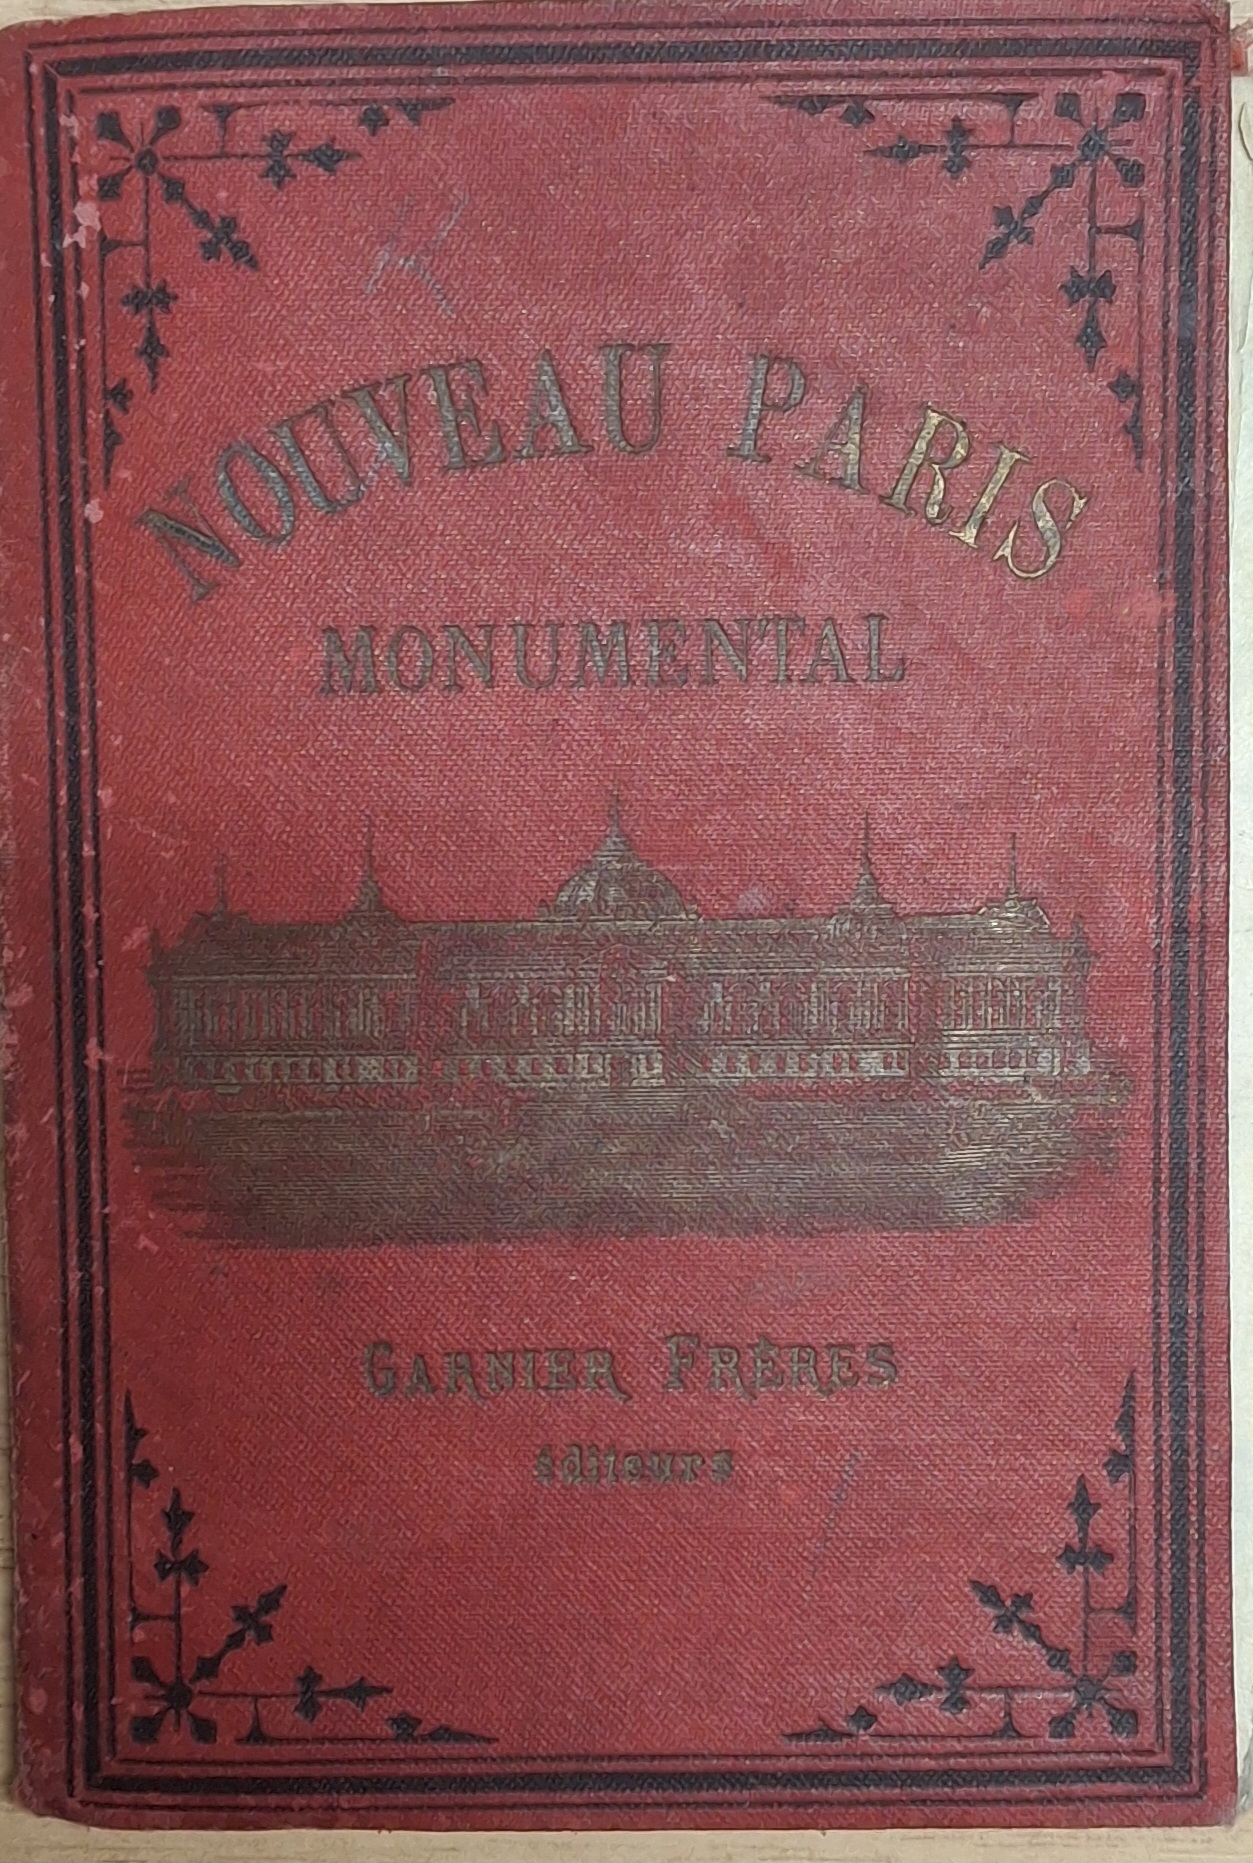 NOUVEAU PARIS
MONUMENTAL
GARNIER FRÈRES
éditeurs